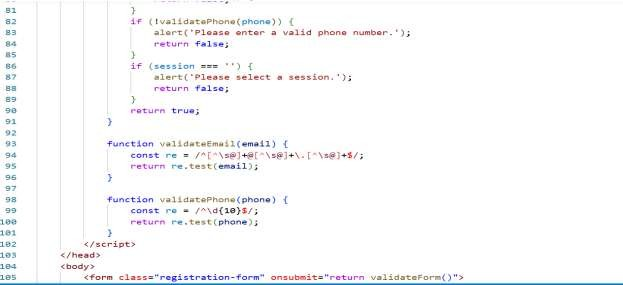 81 }
82 if (!validatePhone(phone)) {
83 alert('Please enter a valid phone number.');
84 return false;
85 }
86 if (session === '') {
87 alert('Please select a session.');
88 return false;
89 }
90 return true;
91 }
92
93 function validateEmail(email) {
94 const re = /^[^\s@]+@[^\s@]+\.[^\s@]+$/;
95 return re.test(email);
96 }
97
98 function validatePhone(phone) {
99 const re = /^\d{10}$/;
100 return re.test(phone);
101 }
102 </script>
103 </head>
104 <body>
105 <form class="registration-form" onsubmit="return validateForm()">